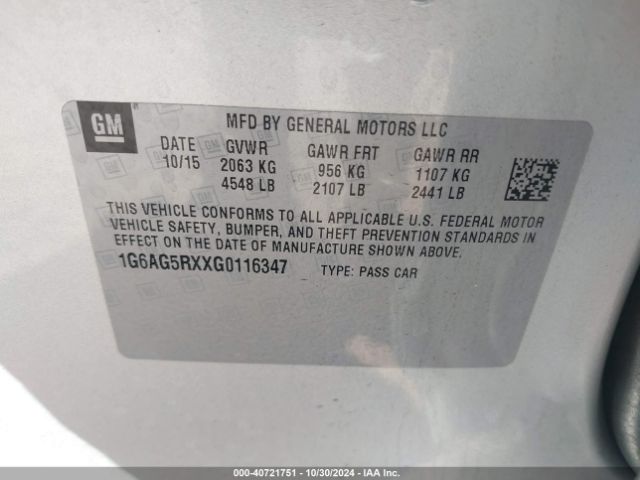 GM
MFD BY GENERAL MOTORS LLC
DATE GVWR GAWR FRT GAWR RR
10/15 2063 KG 956 KG 1107 KG
4548 LB 2107 LB 2441 LB
THIS VEHICLE CONFORMS TO ALL APPLICABLE U.S. FEDERAL MOTOR
VEHICLE SAFETY, BUMPER, AND THEFT PREVENTION STANDARDS IN
EFFECT ON THE DATE OF MANUFACTURE SHOWN ABOVE.
1G6AG5RXXG0116347 TYPE: PASS CAR
000-40721751 | 10/30/2024 | IAA Inc.